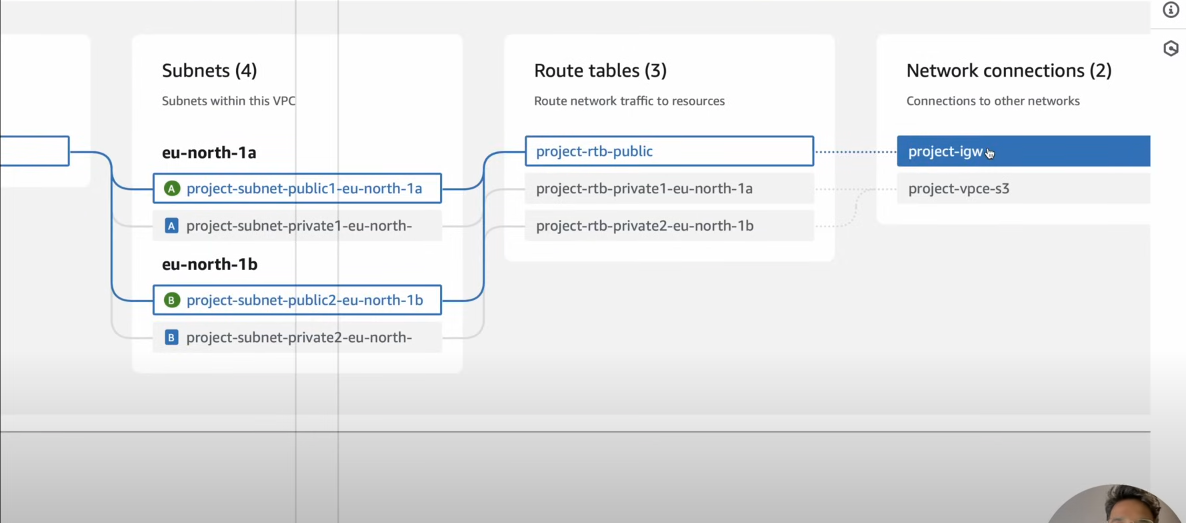 Subnets (4)
Subnets within this VPC
eu-north-1a
A project-subnet-public1-eu-north-1a
A project-subnet-private1-eu-north-
eu-north-1b
B project-subnet-public2-eu-north-1b
B project-subnet-private2-eu-north-
Route tables (3)
Route network traffic to resources
project-rtb-public
project-rtb-private1-eu-north-1a
project-rtb-private2-eu-north-1b
Network connections (2)
Connections to other networks
project-igw
project-vpce-s3